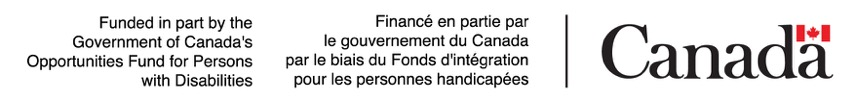 Funded in part by the
Government of Canada's
Opportunities Fund for Persons
with Disabilities
Financé en partie par
le gouvernement du Canada
par le biais du Fonds d'intégration
pour les personnes handicapées
Canada